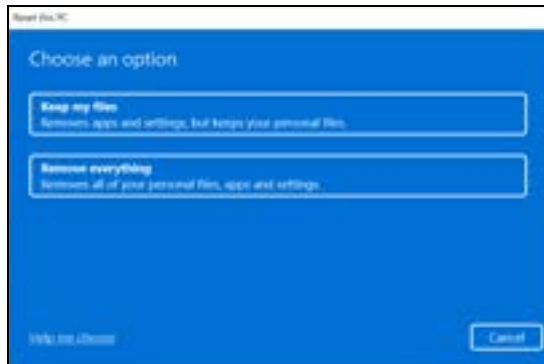 Reset this PC
Choose an option
Keep my files
Removes apps and settings, but keeps your personal files.
Remove everything
Removes all of your personal files, apps and settings.
Help me choose
Cancel